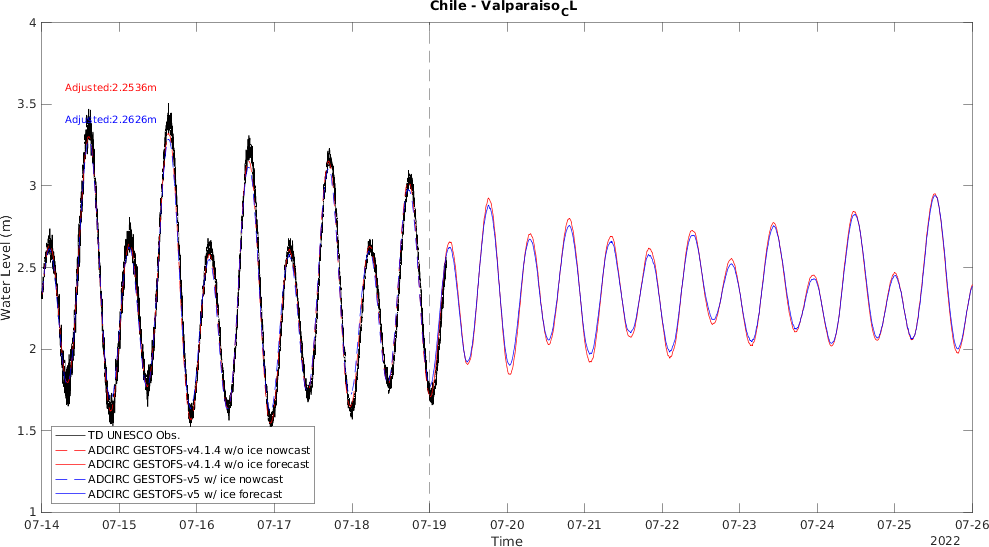 Chile - Valparaiso_CL
Water Level (m)
4
3.5
3
2.5
2
1.5
1
Adjusted:2.2536m
Adjusted:2.2626m
TD UNESCO Obs.
ADCIRC GESTOFS-v4.1.4 w/o ice nowcast
ADCIRC GESTOFS-v4.1.4 w/o ice forecast
ADCIRC GESTOFS-v5 w/ ice nowcast
ADCIRC GESTOFS-v5 w/ ice forecast
07-14 07-15 07-16 07-17 07-18 07-19 07-20 07-21 07-22 07-23 07-24 07-25 07-26
Time
2022